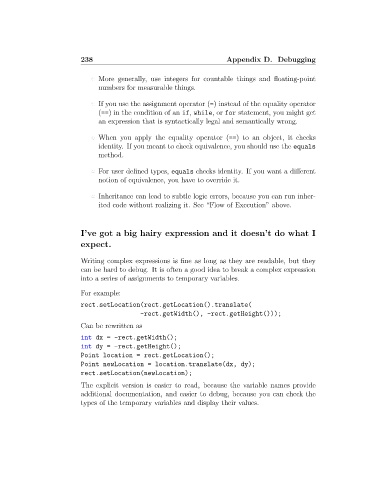 238 Appendix D. Debugging
◦ More generally, use integers for countable things and floating-point
numbers for measurable things.
◦ If you use the assignment operator (=) instead of the equality operator
(==) in the condition of an if, while, or for statement, you might get
an expression that is syntactically legal and semantically wrong.
◦ When you apply the equality operator (==) to an object, it checks
identity. If you meant to check equivalence, you should use the equals
method.
◦ For user defined types, equals checks identity. If you want a different
notion of equivalence, you have to override it.
◦ Inheritance can lead to subtle logic errors, because you can run inher-
ited code without realizing it. See “Flow of Execution” above.
I’ve got a big hairy expression and it doesn’t do what I
expect.
Writing complex expressions is fine as long as they are readable, but they
can be hard to debug. It is often a good idea to break a complex expression
into a series of assignments to temporary variables.
For example:
rect.setLocation(rect.getLocation().translate(
-rect.getWidth(), -rect.getHeight()));
Can be rewritten as
int dx = -rect.getWidth();
int dy = -rect.getHeight();
Point location = rect.getLocation();
Point newLocation = location.translate(dx, dy);
rect.setLocation(newLocation);
The explicit version is easier to read, because the variable names provide
additional documentation, and easier to debug, because you can check the
types of the temporary variables and display their values.